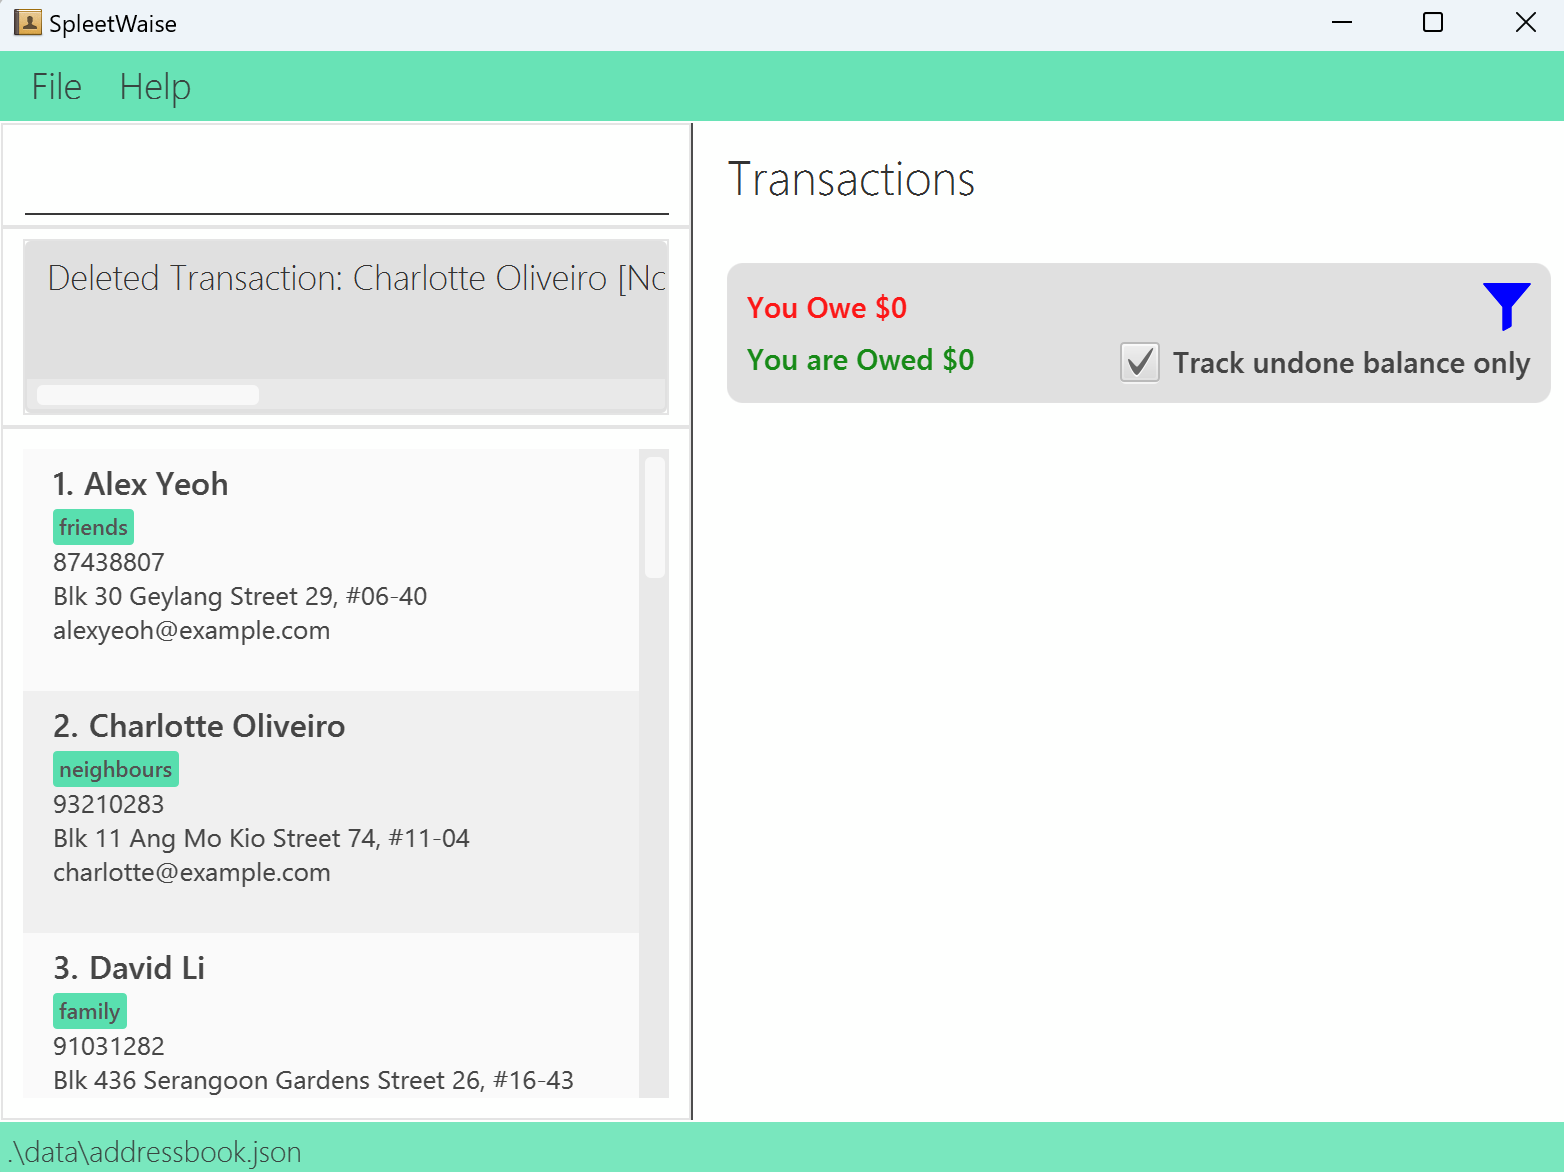 SpleetWaise
File Help
Deleted Transaction: Charlotte Oliveiro [Nc
1. Alex Yeoh
friends
87438807
Blk 30 Geylang Street 29, #06-40
alexyeoh@example.com
2. Charlotte Oliveiro
neighbours
93210283
Blk 11 Ang Mo Kio Street 74, #11-04
charlotte@example.com
3. David Li
family
91031282
Blk 436 Serangoon Gardens Street 26, #16-43
Transactions
You Owe $0
You are Owed $0
Track undone balance only
.\data\addressbook.json